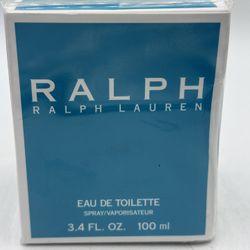 RALPH
RALPH LAUREN
EAU DE TOILETTE
SPRAY/VAPORISATEUR
3.4 FL. OZ. 100 ml